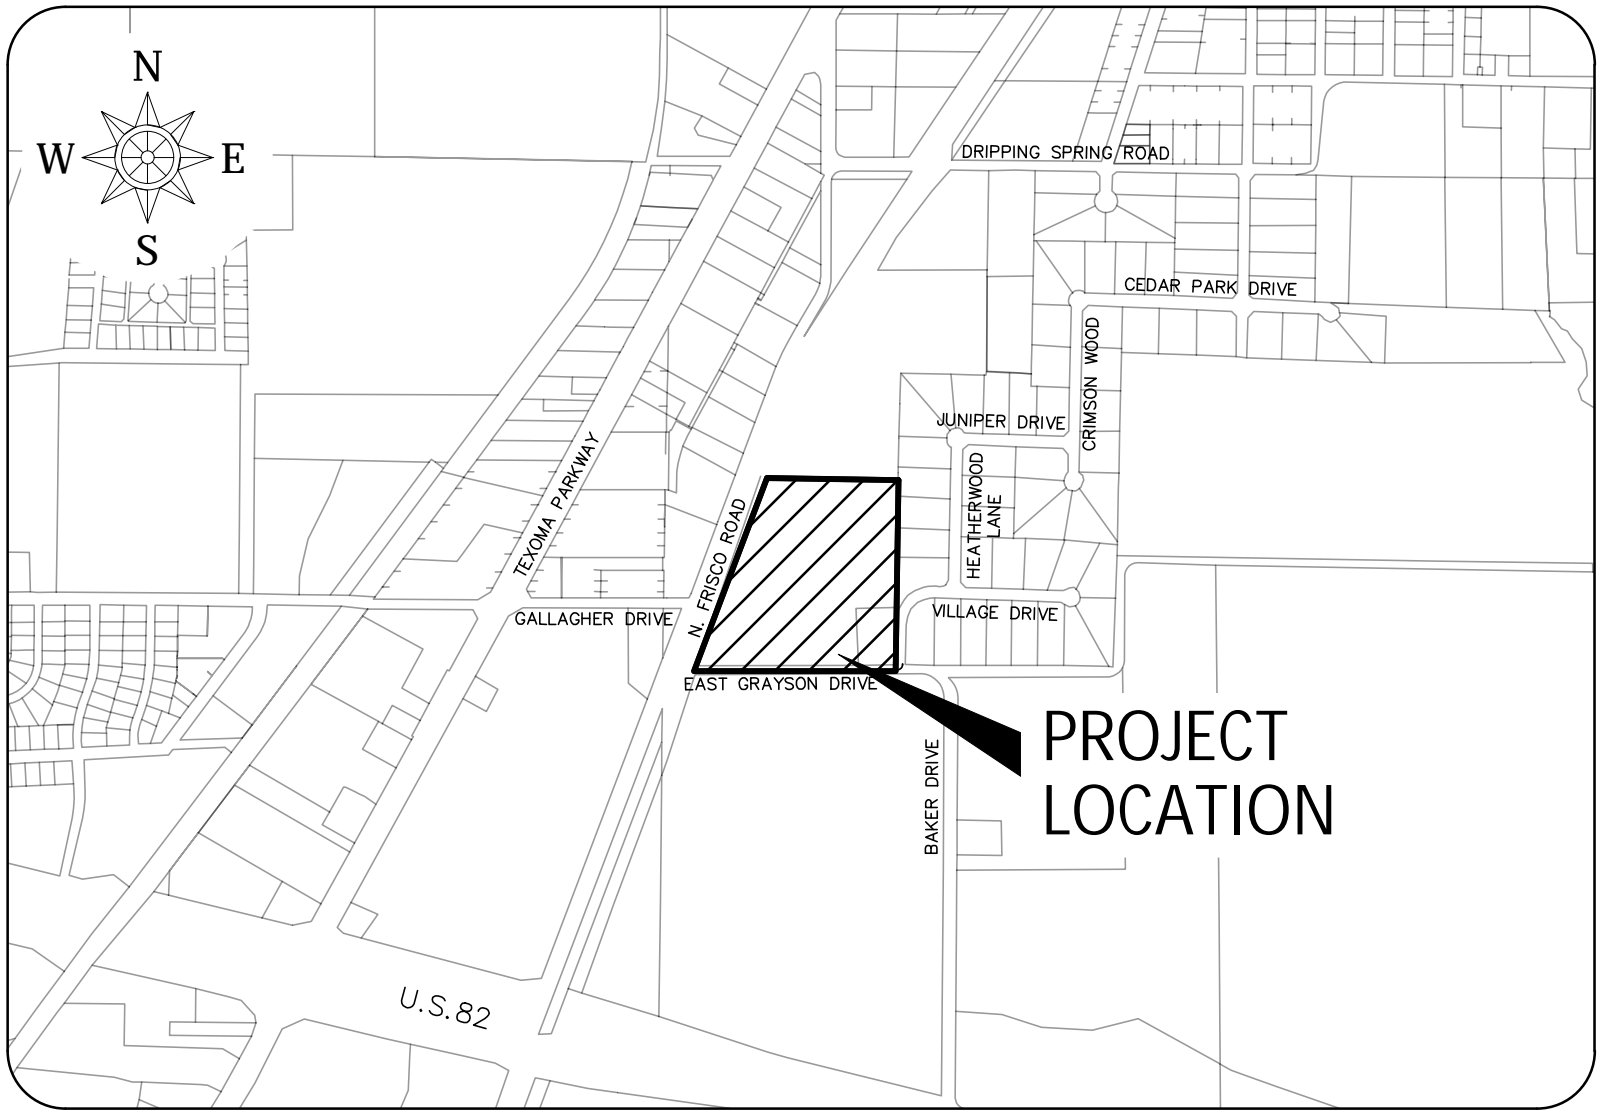 N
W
E
S
DRIPPING SPRING ROAD
CEDAR PARK DRIVE
CRIMSON WOOD
JUNIPER DRIVE
HEATHERWOOD
LANE
TEXOMA PARKWAY
N. FRISCO ROAD
GALLAGHER DRIVE
VILLAGE DRIVE
EAST GRAYSON DRIVE
PROJECT
LOCATION
BAKER DRIVE
U.S.82